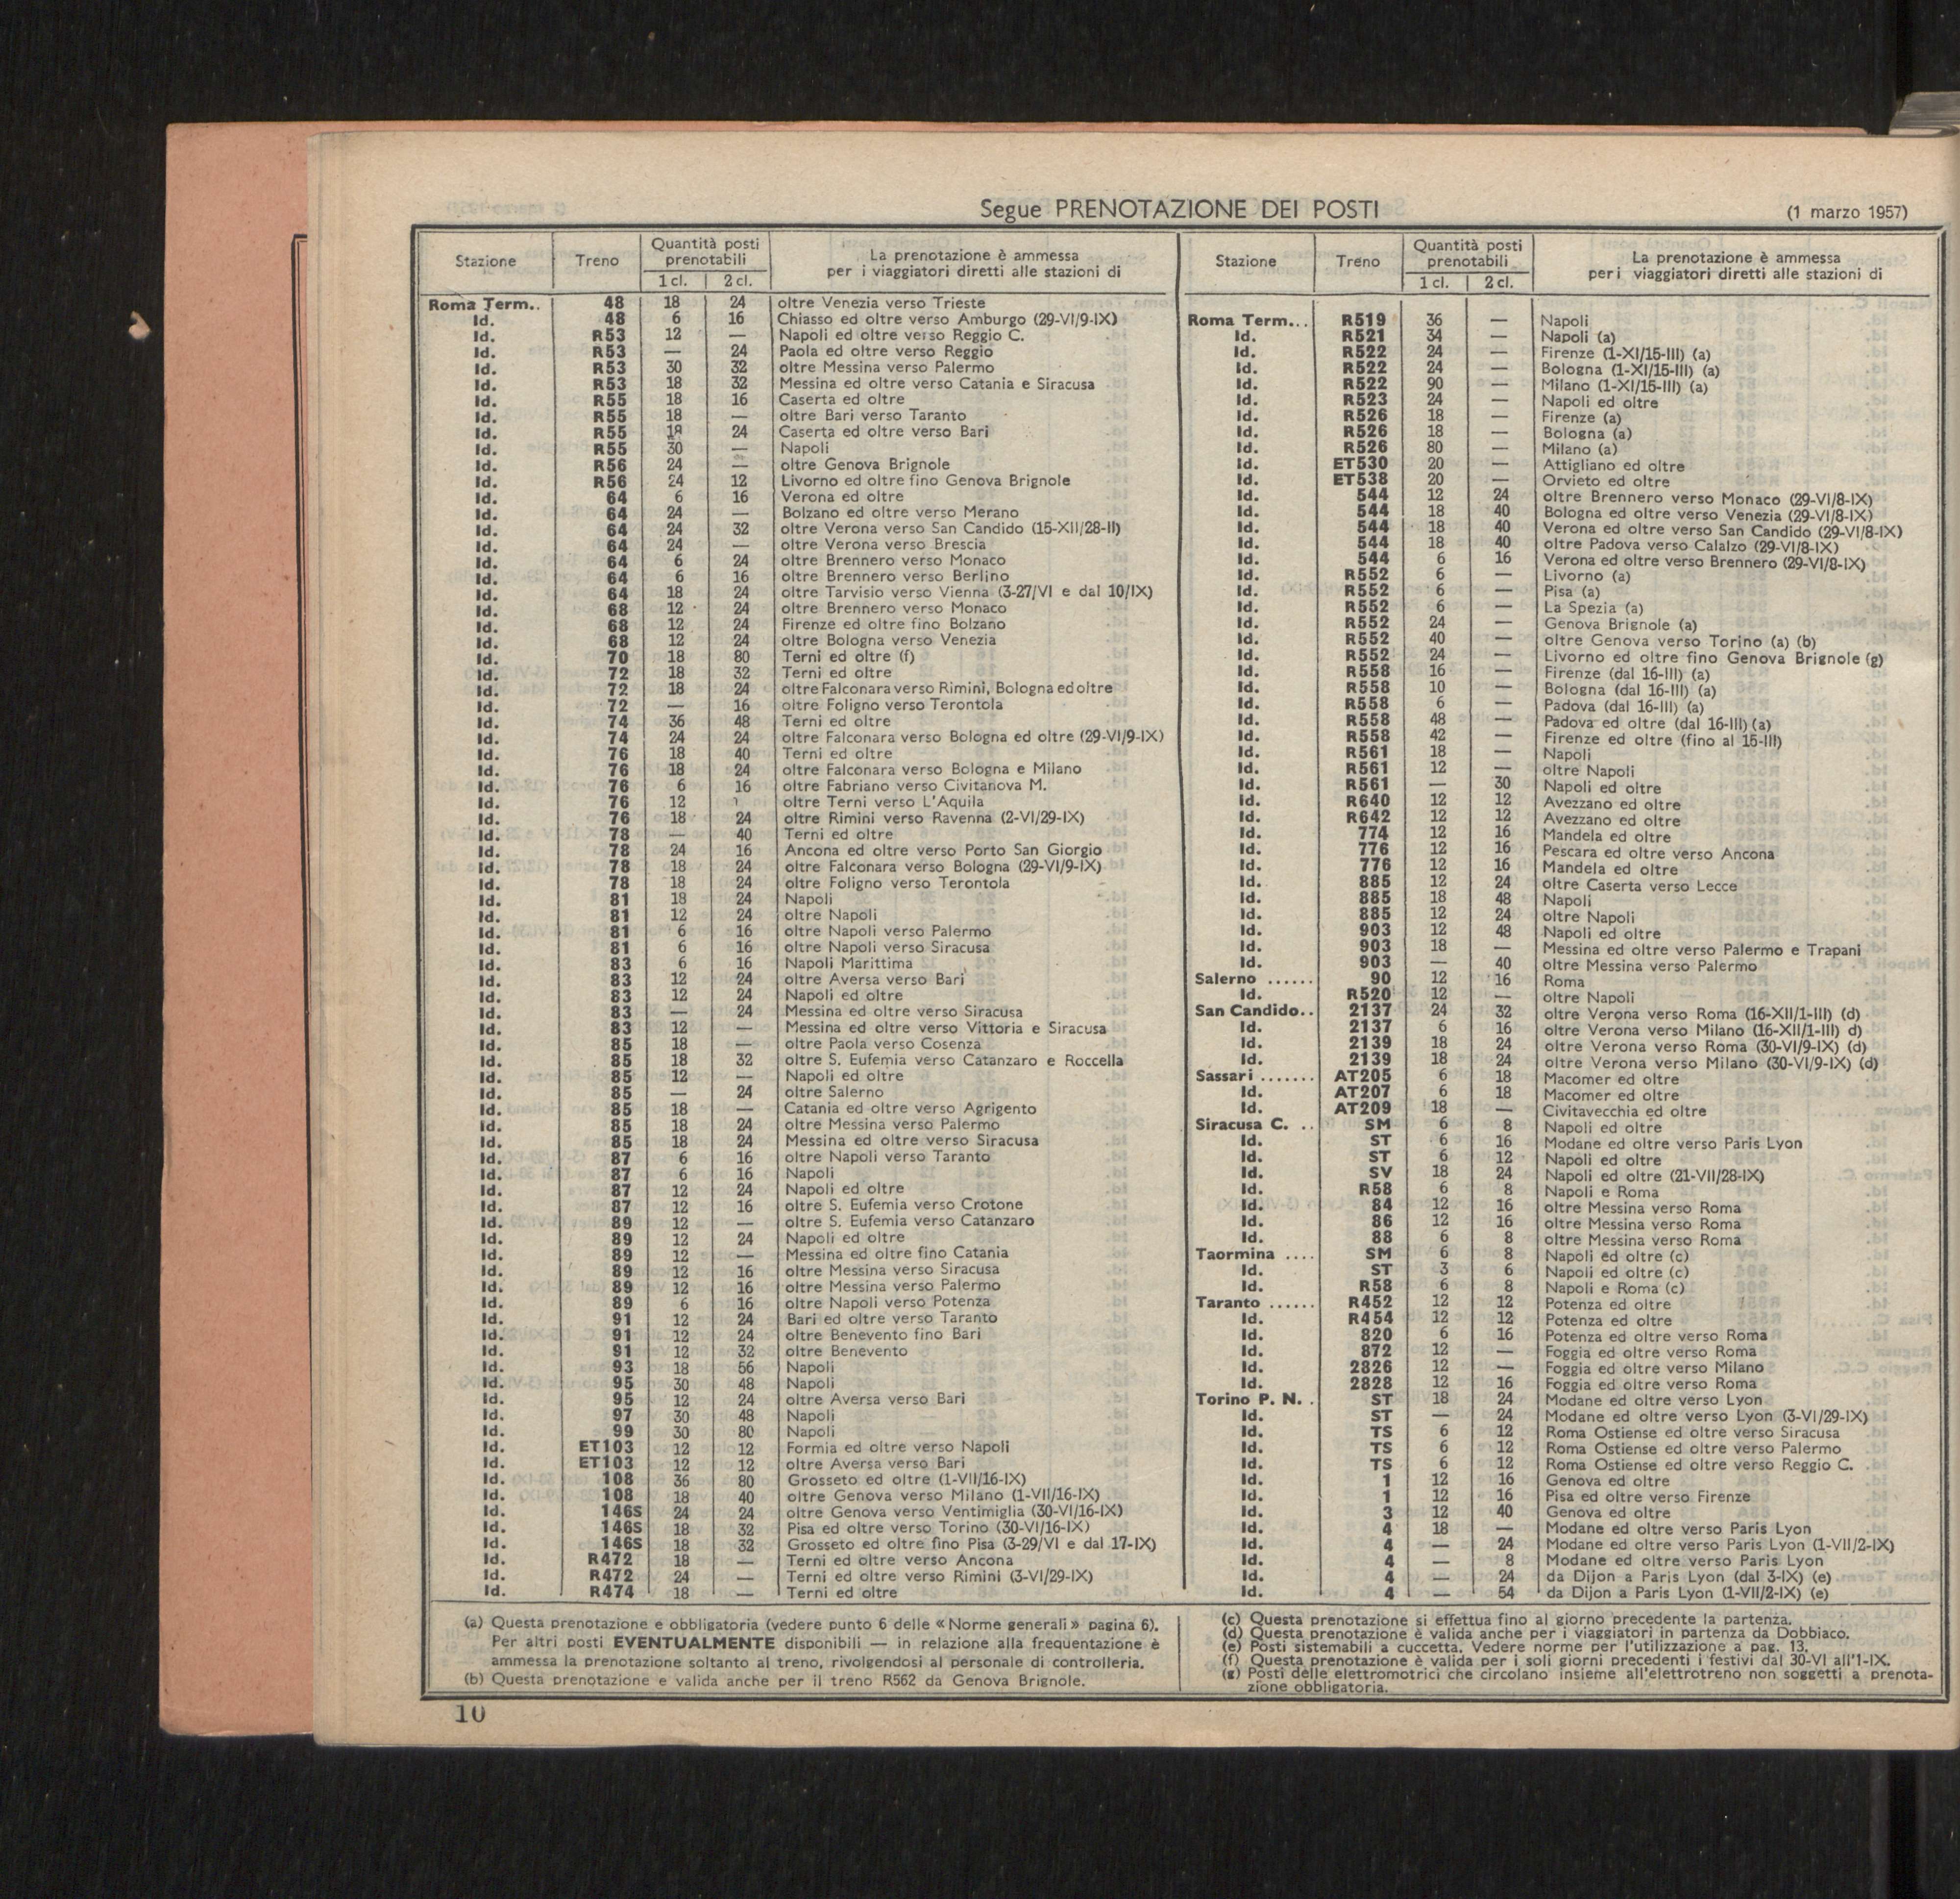 Segue PRENOTAZIONE DEI POSTI
(1 marzo 1957)
Stazione Treno Quantità posti prenotabili 1 cl. 2 cl. La prenotazione è ammessa per i viaggiatori diretti alle stazioni di
Roma Term.. 48 18 24 oltre Venezia verso Trieste
Id. 48 6 16 Chiasso ed oltre verso Amburgo (29-VI/9-IX)
Id. R53 12 — Napoli ed oltre verso Reggio C.
Id. R53 — 24 Paola ed oltre verso Reggio
Id. R53 30 32 oltre Messina verso Palermo
Id. R53 18 32 Messina ed oltre verso Catania e Siracusa
Id. R55 18 16 Caserta ed oltre
Id. R55 18 — oltre Bari verso Taranto
Id. R55 18 24 Caserta ed oltre verso Bari
Id. R55 30 — Napoli
Id. R56 24 — oltre Genova Brignole
Id. R56 24 12 Livorno ed oltre fino Genova Brignole
Id. 64 6 16 Verona ed oltre
Id. 64 24 — Bolzano ed oltre verso Merano
Id. 64 24 32 oltre Verona verso San Candido (15-XII/28-II)
Id. 64 24 — oltre Verona verso Brescia
Id. 64 6 24 oltre Brennero verso Monaco
Id. 64 6 16 oltre Brennero verso Berlino
Id. 64 18 24 oltre Tarvisio verso Vienna (3-27/VI e dal 10/IX)
Id. 68 12 24 oltre Brennero verso Monaco
Id. 68 12 24 Firenze ed oltre fino Bolzano
Id. 68 12 24 oltre Bologna verso Venezia
Id. 70 18 80 Terni ed oltre (f)
Id. 72 18 32 Terni ed oltre
Id. 72 18 24 oltre Falconara verso Rimini, Bologna ed oltre
Id. 72 — 16 oltre Foligno verso Terontola
Id. 74 36 48 Terni ed oltre
Id. 74 24 24 oltre Falconara verso Bologna ed oltre (29-VI/9-IX)
Id. 76 18 40 Terni ed oltre
Id. 76 18 24 oltre Falconara verso Bologna e Milano
Id. 76 6 16 oltre Fabriano verso Civitanova M.
Id. 76 12 oltre Terni verso L'Aquila
Id. 76 18 24 oltre Rimini verso Ravenna (2-VI/29-IX)
Id. 78 — 40 Terni ed oltre
Id. 78 24 16 Ancona ed oltre verso Porto San Giorgio
Id. 78 18 24 oltre Falconara verso Bologna (29-VI/9-IX)
Id. 78 18 24 oltre Foligno verso Terontola
Id. 81 18 24 Napoli
Id. 81 12 24 oltre Napoli
Id. 81 6 16 oltre Napoli verso Palermo
Id. 81 6 16 oltre Napoli verso Siracusa
Id. 83 6 16 Napoli Marittima
Id. 83 12 24 oltre Aversa verso Bari
Id. 83 12 24 Napoli ed oltre
Id. 83 — 24 Messina ed oltre verso Siracusa
Id. 83 12 — Messina ed oltre verso Vittoria e Siracusa
Id. 85 18 — oltre Paola verso Cosenza
Id. 85 18 32 oltre S. Eufemia verso Catanzaro e Roccella
Id. 85 12 — Napoli ed oltre
Id. 85 — 24 oltre Salerno
Id. 85 18 — Catania ed oltre verso Agrigento
Id. 85 18 24 oltre Messina verso Palermo
Id. 85 18 24 Messina ed oltre verso Siracusa
Id. 87 6 16 oltre Napoli verso Taranto
Id. 87 6 16 Napoli
Id. 87 12 24 Napoli ed oltre
Id. 87 12 16 oltre S. Eufemia verso Crotone
Id. 89 12 — oltre S. Eufemia verso Catanzaro
Id. 89 12 24 Napoli ed oltre
Id. 89 12 — Messina ed oltre fino Catania
Id. 89 12 16 oltre Messina verso Siracusa
Id. 89 12 16 oltre Messina verso Palermo
Id. 89 6 16 oltre Napoli verso Potenza
Id. 91 12 24 Bari ed oltre verso Taranto
Id. 91 12 24 oltre Benevento fino Bari
Id. 91 12 32 oltre Benevento
Id. 93 18 56 Napoli
Id. 95 30 48 Napoli
Id. 95 12 24 oltre Aversa verso Bari
Id. 97 30 48 Napoli
Id. 99 30 80 Napoli
Id. ET103 12 12 Formia ed oltre verso Napoli
Id. ET103 12 12 oltre Aversa verso Bari
Id. 108 36 80 Grosseto ed oltre (1-VII/16-IX)
Id. 108 18 40 oltre Genova verso Milano (1-VII/16-IX)
Id. 146S 24 24 oltre Genova verso Ventimiglia (30-VI/16-IX)
Id. 146S 18 32 Pisa ed oltre verso Torino (30-VI/16-IX)
Id. 146S 18 32 Grosseto ed oltre fino Pisa (3-29/VI e dal 17-IX)
Id. R472 18 — Terni ed oltre verso Ancona
Id. R472 24 — Terni ed oltre verso Rimini (3-VI/29-IX)
Id. R474 18 — Terni ed oltre
Stazione Treno Quantità posti prenotabili 1 cl. 2 cl. La prenotazione è ammessa per i viaggiatori diretti alle stazioni di
Roma Term... R519 36 — Napoli
Id. R521 34 — Napoli (a)
Id. R522 24 — Firenze (1-XI/15-III) (a)
Id. R522 24 — Bologna (1-XI/15-III) (a)
Id. R522 90 — Milano (1-XI/15-III) (a)
Id. R523 24 — Napoli ed oltre
Id. R526 18 — Firenze (a)
Id. R526 18 — Bologna (a)
Id. R526 80 — Milano (a)
Id. ET530 20 — Attigliano ed oltre
Id. ET538 20 — Orvieto ed oltre
Id. 544 12 24 oltre Brennero verso Monaco (29-VI/8-IX)
Id. 544 18 40 Bologna ed oltre verso Venezia (29-VI/8-IX)
Id. 544 18 40 Verona ed oltre verso San Candido (29-VI/8-IX)
Id. 544 18 40 oltre Padova verso Calalzo (29-VI/8-IX)
Id. 544 6 16 Verona ed oltre verso Brennero (29-VI/8-IX)
Id. R552 6 — Livorno (a)
Id. R552 6 — Pisa (a)
Id. R552 6 — La Spezia (a)
Id. R552 24 — Genova Brignole (a)
Id. R552 40 — oltre Genova verso Torino (a) (b)
Id. R552 24 — Livorno ed oltre fino Genova Brignole (g)
Id. R558 16 — Firenze (dal 16-III) (a)
Id. R558 10 — Bologna (dal 16-III) (a)
Id. R558 6 — Padova (dal 16-III) (a)
Id. R558 48 — Padova ed oltre (dal 16-III) (a)
Id. R558 42 — Firenze ed oltre (fino al 15-III)
Id. R561 18 — Napoli
Id. R561 12 — oltre Napoli
Id. R561 — 30 Napoli ed oltre
Id. R640 12 12 Avezzano ed oltre
Id. R642 12 12 Avezzano ed oltre
Id. 774 12 16 Mandela ed oltre
Id. 776 12 16 Pescara ed oltre verso Ancona
Id. 776 12 16 Mandela ed oltre
Id. 885 12 24 oltre Caserta verso Lecce
Id. 885 18 48 Napoli
Id. 885 12 24 oltre Napoli
Id. 903 12 48 Napoli ed oltre
Id. 903 18 — Messina ed oltre verso Palermo e Trapani
Id. 903 — 40 oltre Messina verso Palermo
Salerno ...... 90 12 16 Roma
Id. R520 12 — oltre Napoli
San Candido.. 2137 24 32 oltre Verona verso Roma (16-XII/1-III) (d)
Id. 2137 6 16 oltre Verona verso Milano (16-XII/1-III) d)
Id. 2139 18 24 oltre Verona verso Roma (30-VI/9-IX) (d)
Id. 2139 18 24 oltre Verona verso Milano (30-VI/9-IX) (d)
Sassari ....... AT205 6 18 Macomer ed oltre
Id. AT207 6 18 Macomer ed oltre
Id. AT209 18 — Civitavecchia ed oltre
Siracusa C. .. SM 6 8 Napoli ed oltre
Id. ST 6 16 Modane ed oltre verso Paris Lyon
Id. ST 6 12 Napoli ed oltre
Id. SV 18 24 Napoli ed oltre (21-VII/28-IX)
Id. R58 6 8 Napoli e Roma
Id. 84 12 16 oltre Messina verso Roma
Id. 86 12 16 oltre Messina verso Roma
Id. 88 6 8 oltre Messina verso Roma
Taormina .... SM 6 8 Napoli ed oltre (c)
Id. ST 3 6 Napoli ed oltre (c)
Id. R58 6 8 Napoli e Roma (c)
Taranto ...... R452 12 12 Potenza ed oltre
Id. R454 12 12 Potenza ed oltre
Id. 820 6 16 Potenza ed oltre verso Roma
Id. 872 12 — Foggia ed oltre verso Roma
Id. 2826 12 — Foggia ed oltre verso Milano
Id. 2828 12 16 Foggia ed oltre verso Roma
Torino P. N. . ST 18 24 Modane ed oltre verso Lyon
Id. ST — 24 Modane ed oltre verso Lyon (3-VI/29-IX)
Id. TS 6 12 Roma Ostiense ed oltre verso Siracusa
Id. TS 6 12 Roma Ostiense ed oltre verso Palermo
Id. TS 6 12 Roma Ostiense ed oltre verso Reggio C.
Id. 1 12 16 Genova ed oltre
Id. 1 12 16 Pisa ed oltre verso Firenze
Id. 3 12 40 Genova ed oltre
Id. 4 18 — Modane ed oltre verso Paris Lyon
Id. 4 — 24 Modane ed oltre verso Paris Lyon (1-VII/2-IX)
Id. 4 — 8 Modane ed oltre verso Paris Lyon
Id. 4 — 24 da Dijon a Paris Lyon (dal 3-IX) (e)
Id. 4 — 54 da Dijon a Paris Lyon (1-VII/2-IX) (e)
(a) Questa prenotazione e obbligatoria (vedere punto 6 delle «Norme generali» pagina 6).
Per altri posti EVENTUALMENTE disponibili — in relazione alla frequentazione è
ammessa la prenotazione soltanto al treno, rivolgendosi al personale di controlleria.
(b) Questa prenotazione e valida anche per il treno R562 da Genova Brignole.
(c) Questa prenotazione si effettua fino al giorno precedente la partenza.
(d) Questa prenotazione è valida anche per i viaggiatori in partenza da Dobbiaco.
(e) Posti sistemabili a cuccetta. Vedere norme per l'utilizzazione a pag. 13.
(f) Questa prenotazione è valida per i soli giorni precedenti i festivi dal 30-VI all'1-IX.
(g) Posti delle elettromotrici che circolano insieme all'elettrotreno non soggetti a prenota-
zione obbligatoria.
10